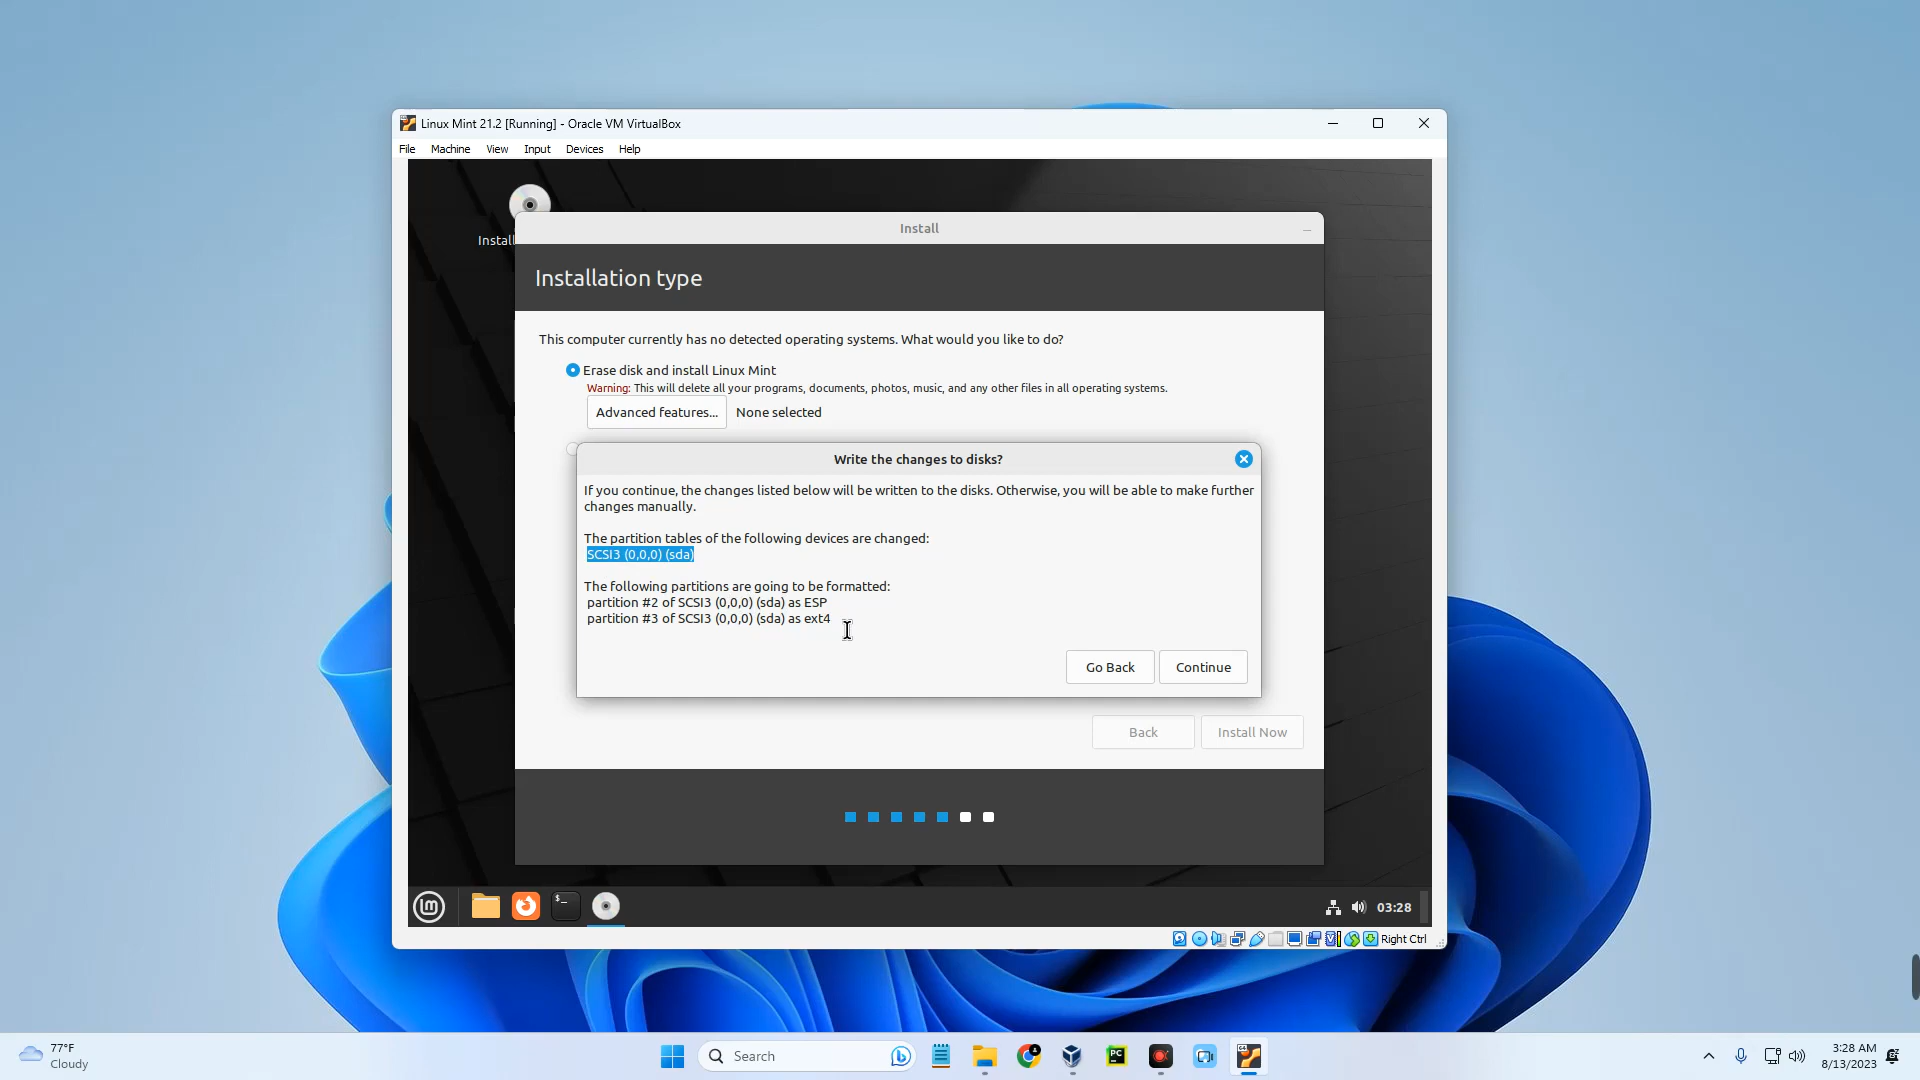 Linux Mint 21.2 [Running] - Oracle VM VirtualBox
File Machine View Input Devices Help
Install
Install
Installation type
This computer currently has no detected operating systems. What would you like to do?
Erase disk and install Linux Mint
Warning: This will delete all your programs, documents, photos, music, and any other files in all operating systems.
Advanced features... None selected
Write the changes to disks?
If you continue, the changes listed below will be written to the disks. Otherwise, you will be able to make further
changes manually.
The partition tables of the following devices are changed:
SCSI3 (0,0,0) (sda)
The following partitions are going to be formatted:
partition #2 of SCSI3 (0,0,0) (sda) as ESP
partition #3 of SCSI3 (0,0,0) (sda) as ext4
Go Back Continue
Back Install Now
$_
03:28
Right Ctrl
77°F
Cloudy
Search
PC
64
3:28 AM
8/13/2023